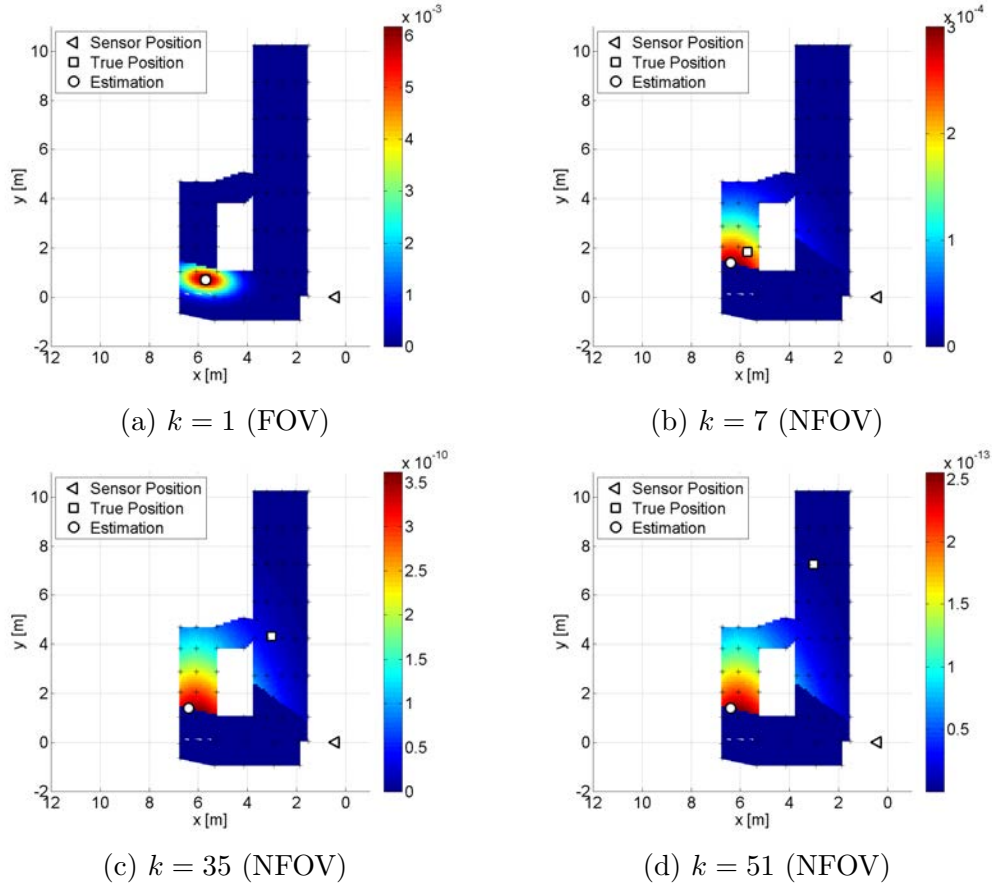 x 10⁻³
Sensor Position
True Position
Estimation
y [m]
10
8
6
4
2
0
-2
12 10 8 6 4 2 0
x [m]
6
5
4
3
2
1
0
(a) k = 1 (FOV)
x 10⁻⁴
Sensor Position
True Position
Estimation
y [m]
10
8
6
4
2
0
-2
12 10 8 6 4 2 0
x [m]
3
2
1
0
(b) k = 7 (NFOV)
x 10⁻¹⁰
Sensor Position
True Position
Estimation
y [m]
10
8
6
4
2
0
-2
12 10 8 6 4 2 0
x [m]
3.5
3
2.5
2
1.5
1
0.5
0
(c) k = 35 (NFOV)
x 10⁻¹³
Sensor Position
True Position
Estimation
y [m]
10
8
6
4
2
0
-2
12 10 8 6 4 2 0
x [m]
2.5
2
1.5
1
0.5
(d) k = 51 (NFOV)